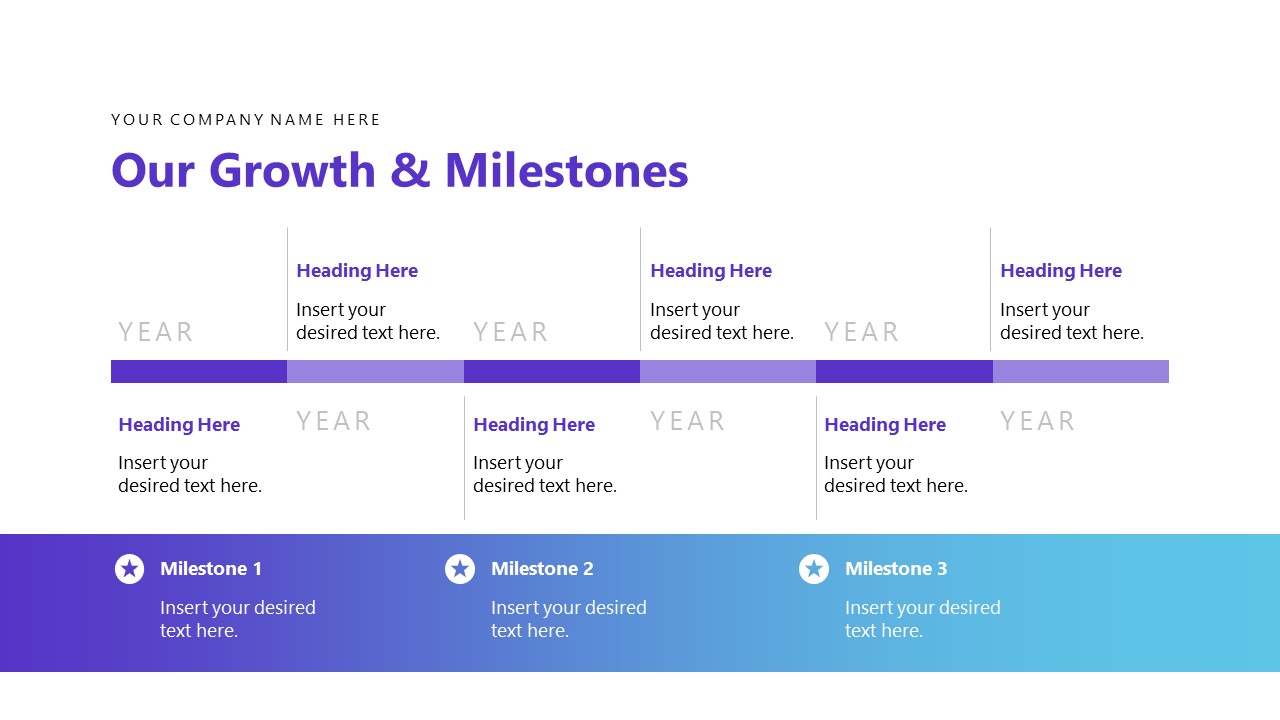 YOUR COMPANY NAME HERE
Our Growth & Milestones
Heading Here
Heading Here
Heading Here
Insert your
desired text here.
Insert your
desired text here.
Insert your
desired text here.
YEAR
YEAR
YEAR
Heading Here
YEAR
Heading Here
YEAR
Heading Here
YEAR
Insert your
desired text here.
Insert your
desired text here.
Insert your
desired text here.
Milestone 1
Insert your desired
text here.
Milestone 2
Insert your desired
text here.
Milestone 3
Insert your desired
text here.